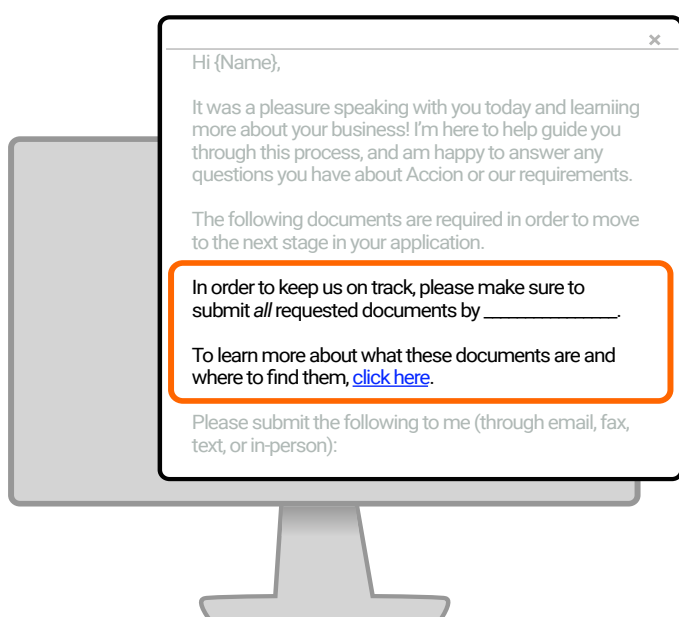 Hi {Name},
It was a pleasure speaking with you today and learniing
more about your business! I'm here to help guide you
through this process, and am happy to answer any
questions you have about Accion or our requirements.
The following documents are required in order to move
to the next stage in your application.
In order to keep us on track, please make sure to
submit all requested documents by ________________.
To learn more about what these documents are and
where to find them, click here.
Please submit the following to me (through email, fax,
text, or in-person):